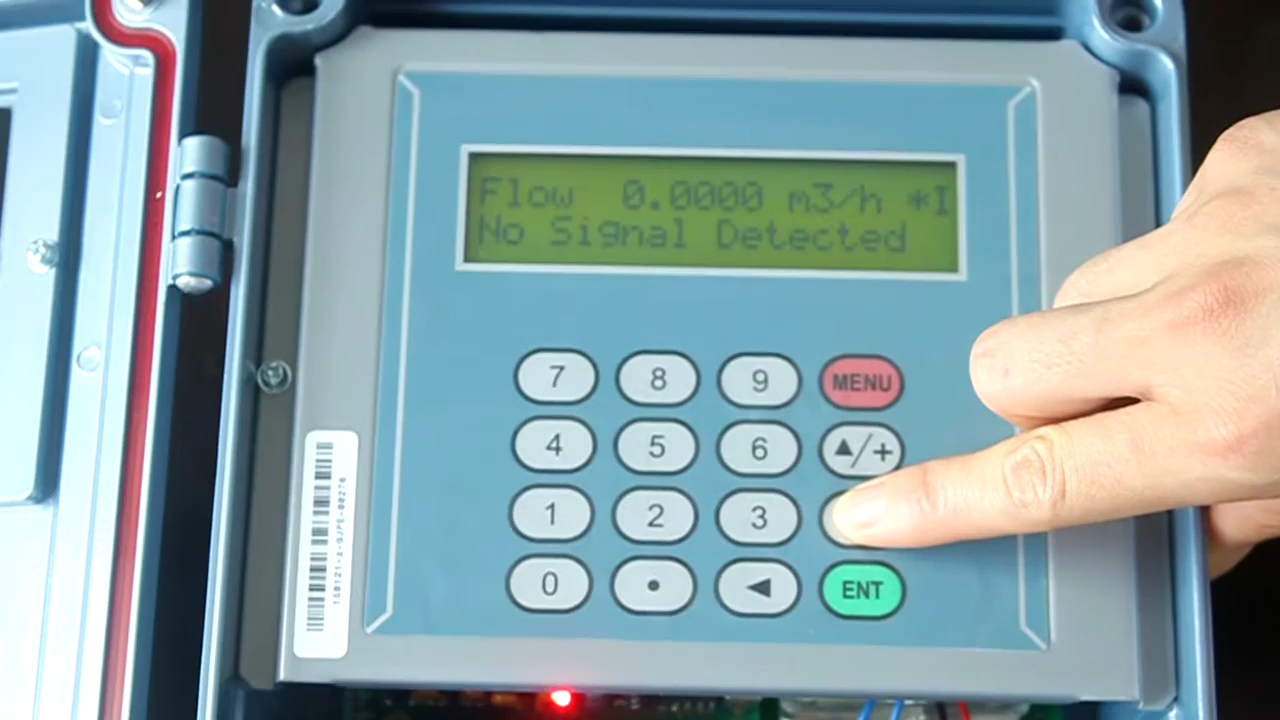 Flow 0.0000 m3/h *I
No Signal Detected
7 8 9 MENU
4 5 6 ▲/+
1 2 3
0 • ◀ ENT